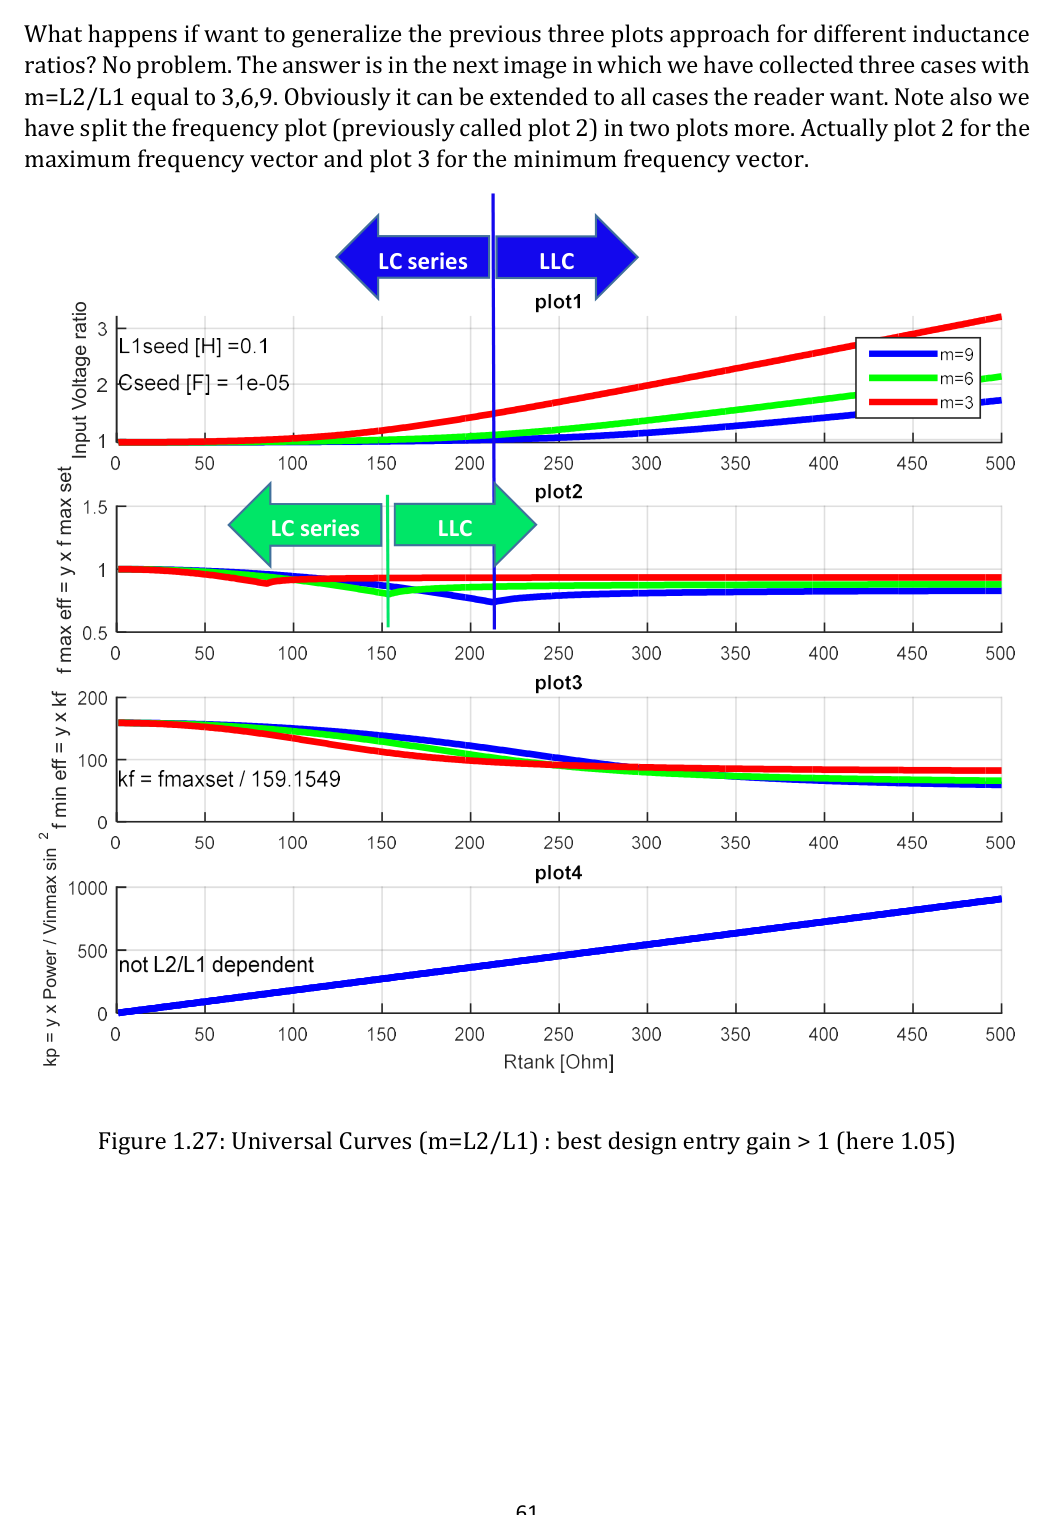 What happens if want to generalize the previous three plots approach for different inductance
ratios? No problem. The answer is in the next image in which we have collected three cases with
m=L2/L1 equal to 3,6,9. Obviously it can be extended to all cases the reader want. Note also we
have split the frequency plot (previously called plot 2) in two plots more. Actually plot 2 for the
maximum frequency vector and plot 3 for the minimum frequency vector.
LC series
LLC
plot1
Input Voltage ratio
3
2
1
L1seed [H] =0.1
Cseed [F] = 1e-05
m=9
m=6
m=3
0 50 100 150 200 250 300 350 400 450 500
plot2
f max eff = y x f max set
1.5
1
0.5
LC series
LLC
0 50 100 150 200 250 300 350 400 450 500
plot3
f min eff = y x kf
200
100
0
kf = fmaxset / 159.1549
0 50 100 150 200 250 300 350 400 450 500
plot4
kp = y x Power / Vinmax sin 2
1000
500
0
not L2/L1 dependent
0 50 100 150 200 250 300 350 400 450 500
Rtank [Ohm]
Figure 1.27: Universal Curves (m=L2/L1) : best design entry gain > 1 (here 1.05)
61